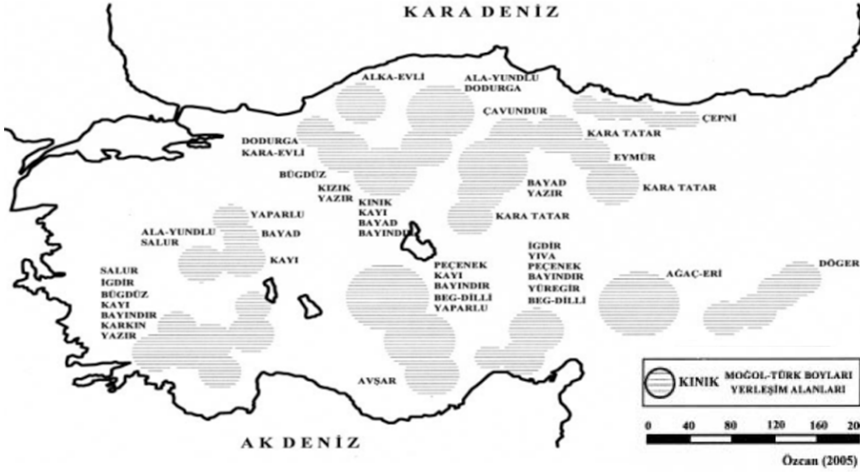 KARA DENİZ
ALKA-EVLİ
ALA-YUNDLU
DODURGA
ÇAVUNDUR
ÇEPNİ
KARA TATAR
DODURGA
KARA-EVLİ
EYMÜR
BÜGDÜZ
KIZIK
YAZIR
KINIK
KAYI
BAYAD
BAYINDIR
BAYAD
YAZIR
KARA TATAR
KARA TATAR
YAPARLU
ALA-YUNDLU
SALUR
BAYAD
KAYI
SALUR
İGDİR
BÜGDÜZ
KAYI
BAYINDIR
KARKIN
YAZIR
PEÇENEK
KAYI
BAYINDIR
BEG-DİLLİ
YAPARLU
İGDİR
YIVA
PEÇENEK
BAYINDIR
YÜREGİR
BEG-DİLLİ
AĞAÇ-ERİ
DÖGER
AVŞAR
AK DENİZ
KINIK
MOĞOL-TÜRK BOYLARI
YERLEŞİM ALANLARI
0 40 80 120 160 200
Özcan (2005)